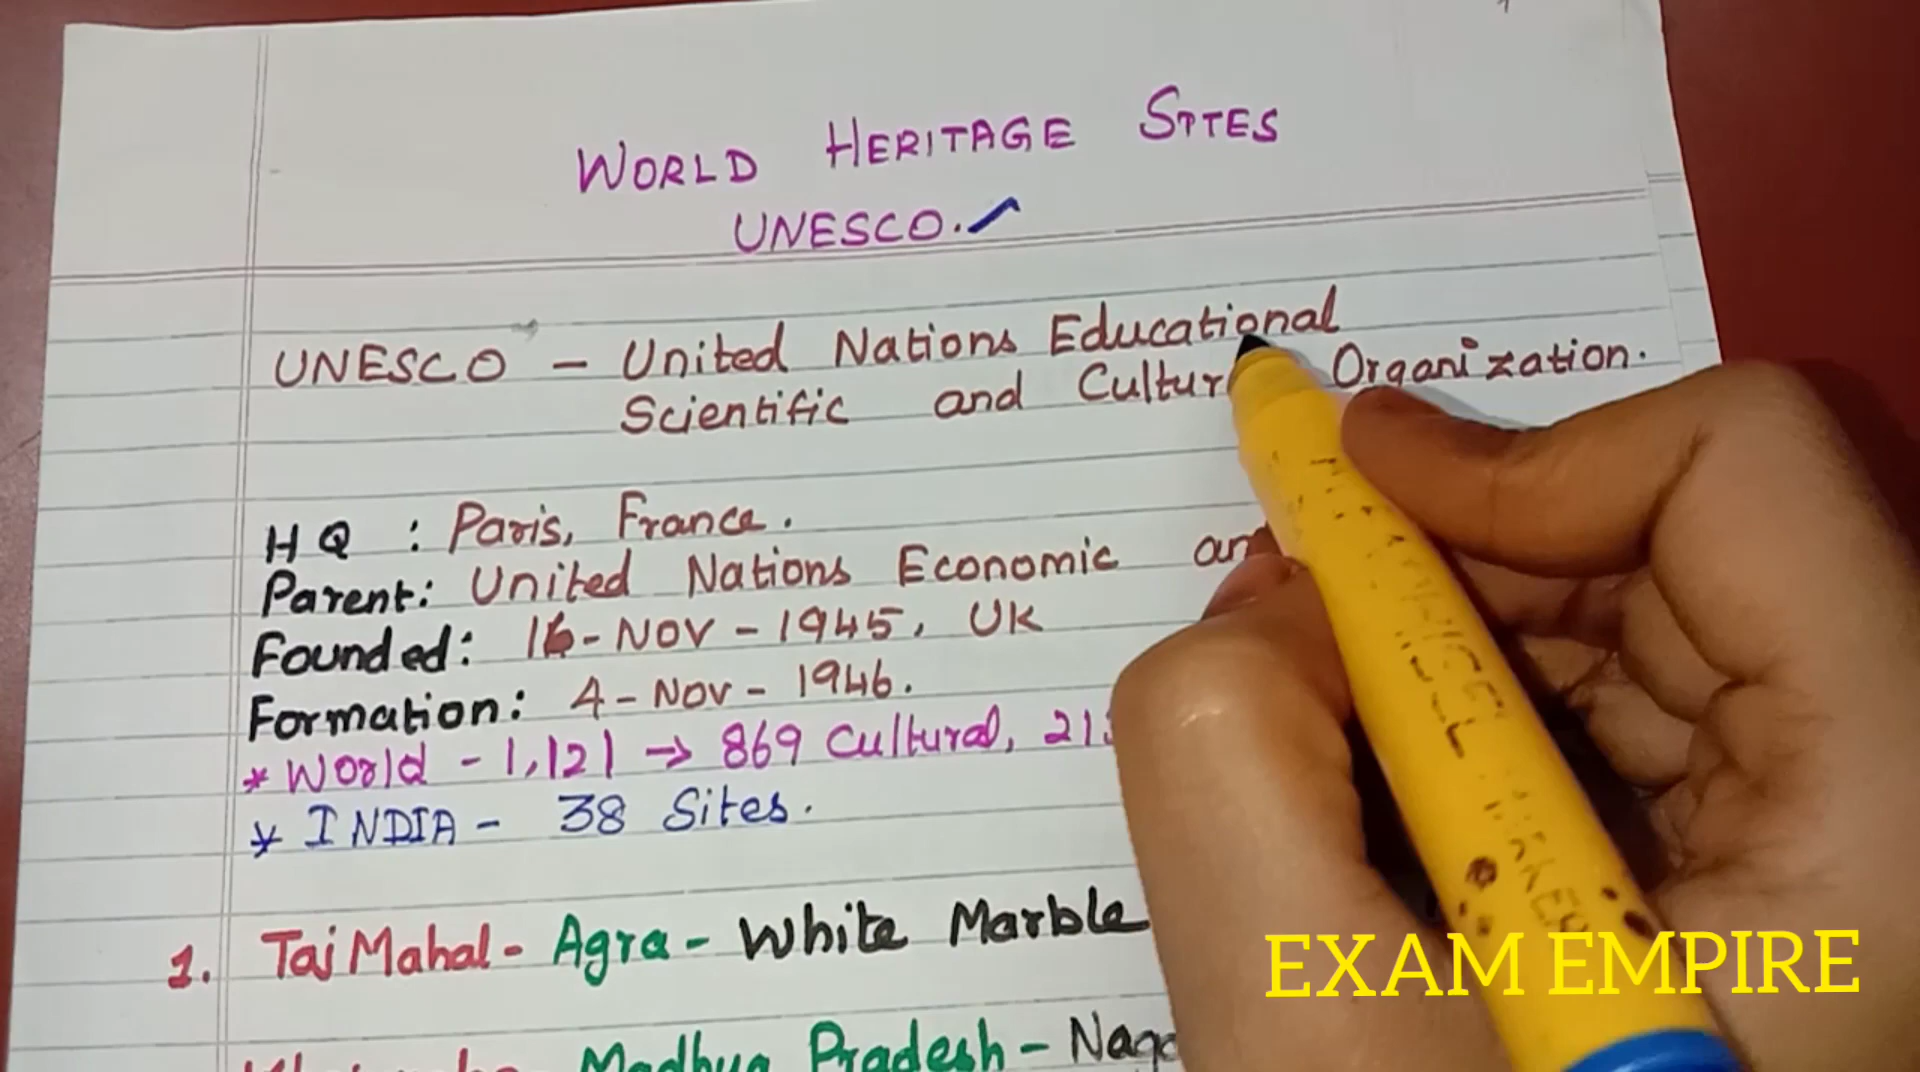 WORLD HERITAGE SITES
UNESCO.
UNESCO - United Nations Educational
Scientific and Cultur Organization.
HQ : Paris, France.
Parent: United Nations Economic
Founded: 16-NOV-1945, UK
Formation: 4-NOV-1946.
* World - 1,121 → 869 Cultural, 21
* INDIA - 38 Sites.
1. Taj Mahal - Agra - White Marble
EXAM EMPIRE
Madhya Pradesh -